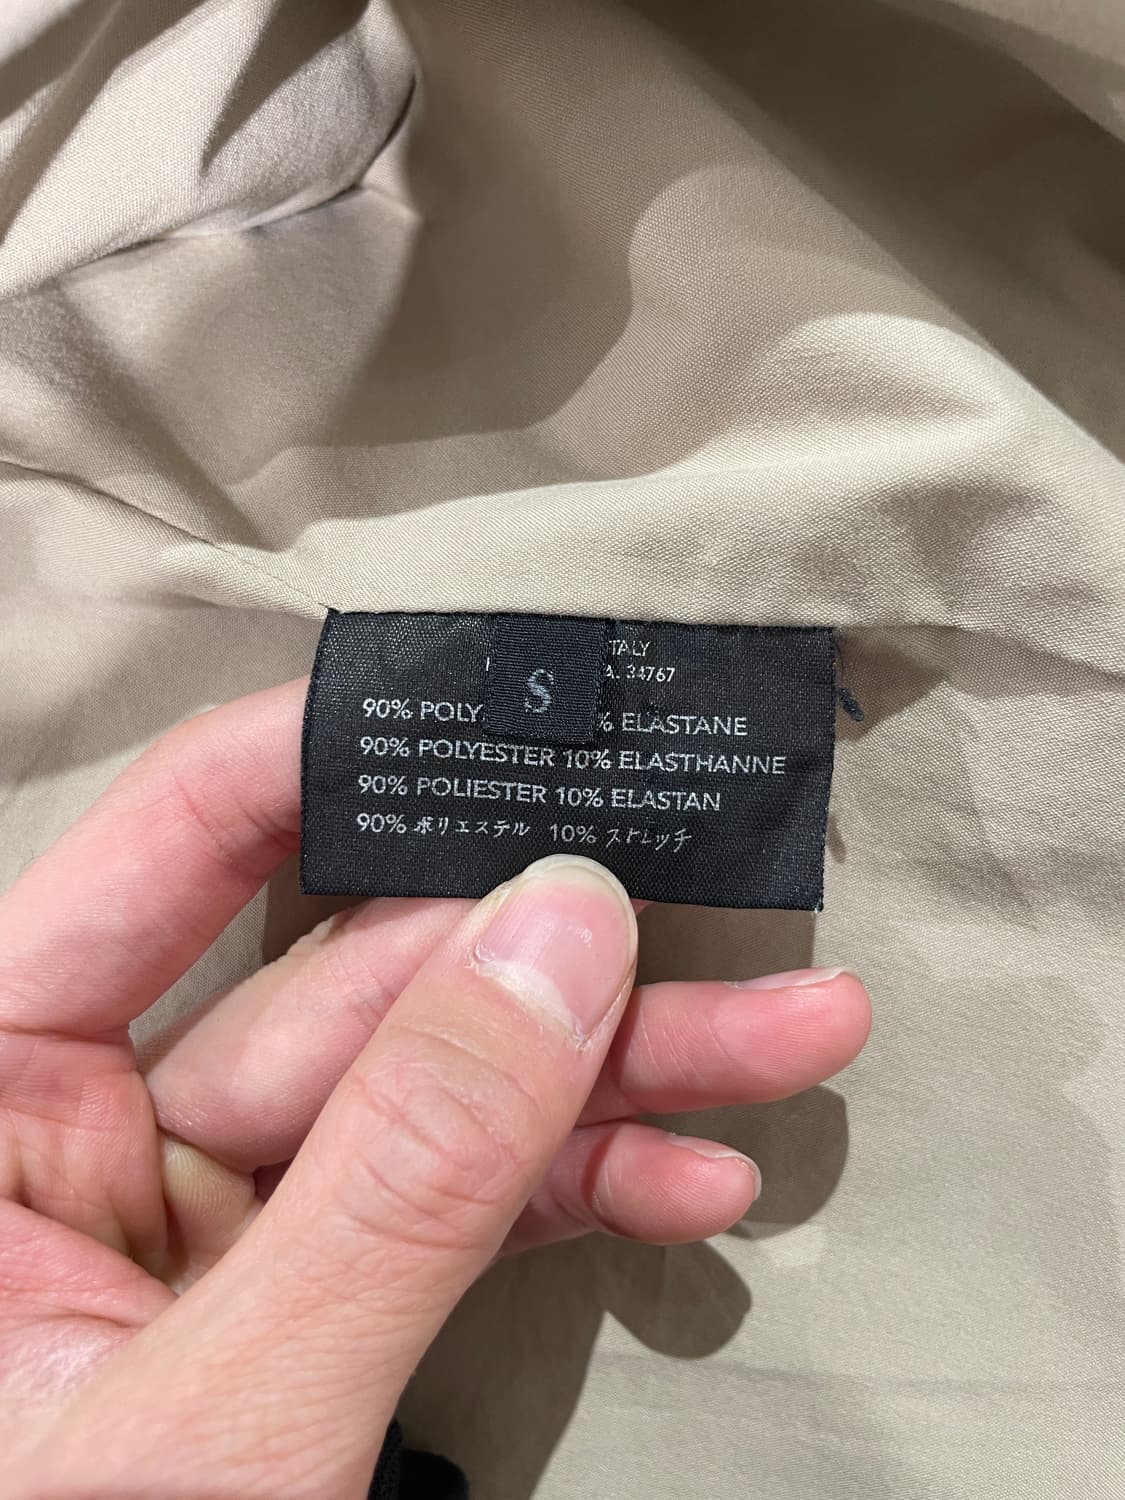 TALY
A. 34767
S
90% POLY % ELASTANE
90% POLYESTER 10% ELASTHANNE
90% POLIESTER 10% ELASTAN
90% ポリエステル 10% ストレッチ